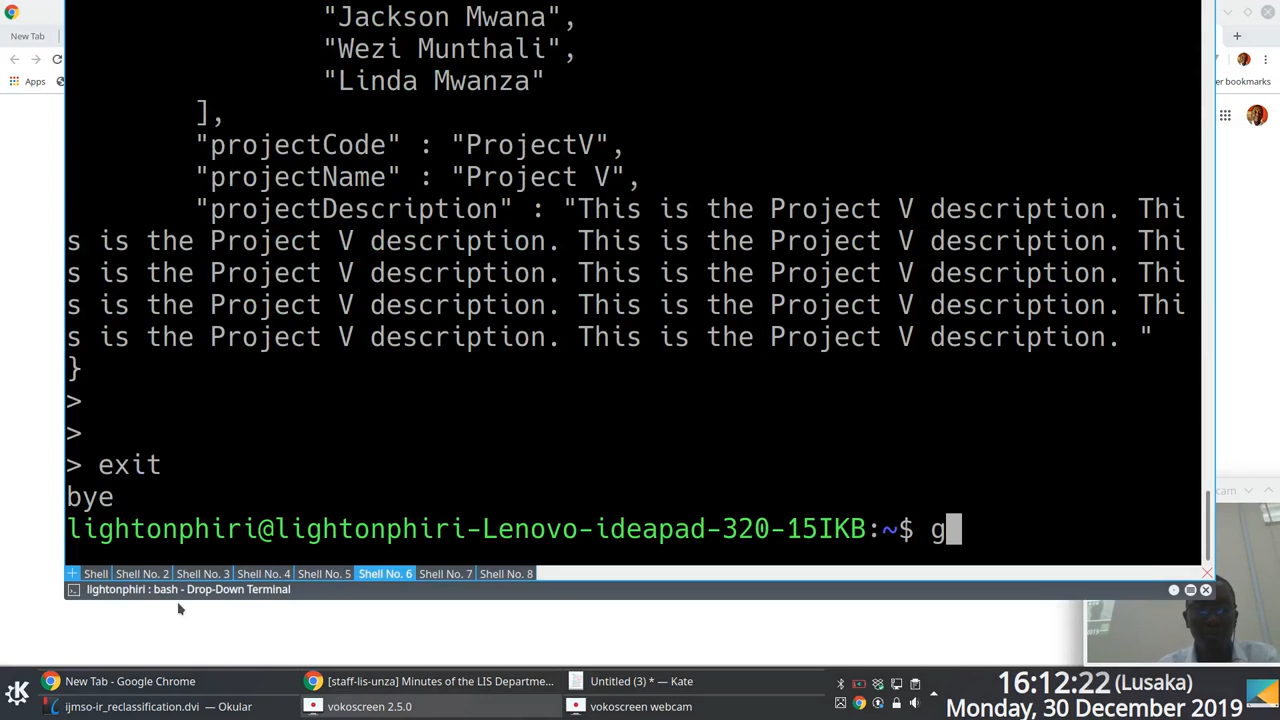 New Tab
Apps
er bookmarks
"Jackson Mwana",
"Wezi Munthali",
"Linda Mwanza"
],
"projectCode" : "ProjectV",
"projectName" : "Project V",
"projectDescription" : "This is the Project V description. Thi
s is the Project V description. This is the Project V description. Thi
s is the Project V description. This is the Project V description. Thi
s is the Project V description. This is the Project V description. Thi
s is the Project V description. This is the Project V description. "
}
>
>
> exit
bye
lightonphiri@lightonphiri-Lenovo-ideapad-320-15IKB:~$ g
cam
Shell Shell No. 2 Shell No. 3 Shell No. 4 Shell No. 5 Shell No. 6 Shell No. 7 Shell No. 8
lightonphiri : bash - Drop-Down Terminal
New Tab - Google Chrome [staff-lis-unza] Minutes of the LIS Departme... Untitled (3) * — Kate
16:12:22 (Lusaka)
ijmso-ir_reclassification.dvi — Okular vokoscreen 2.5.0 vokoscreen webcam
Monday, 30 December 2019